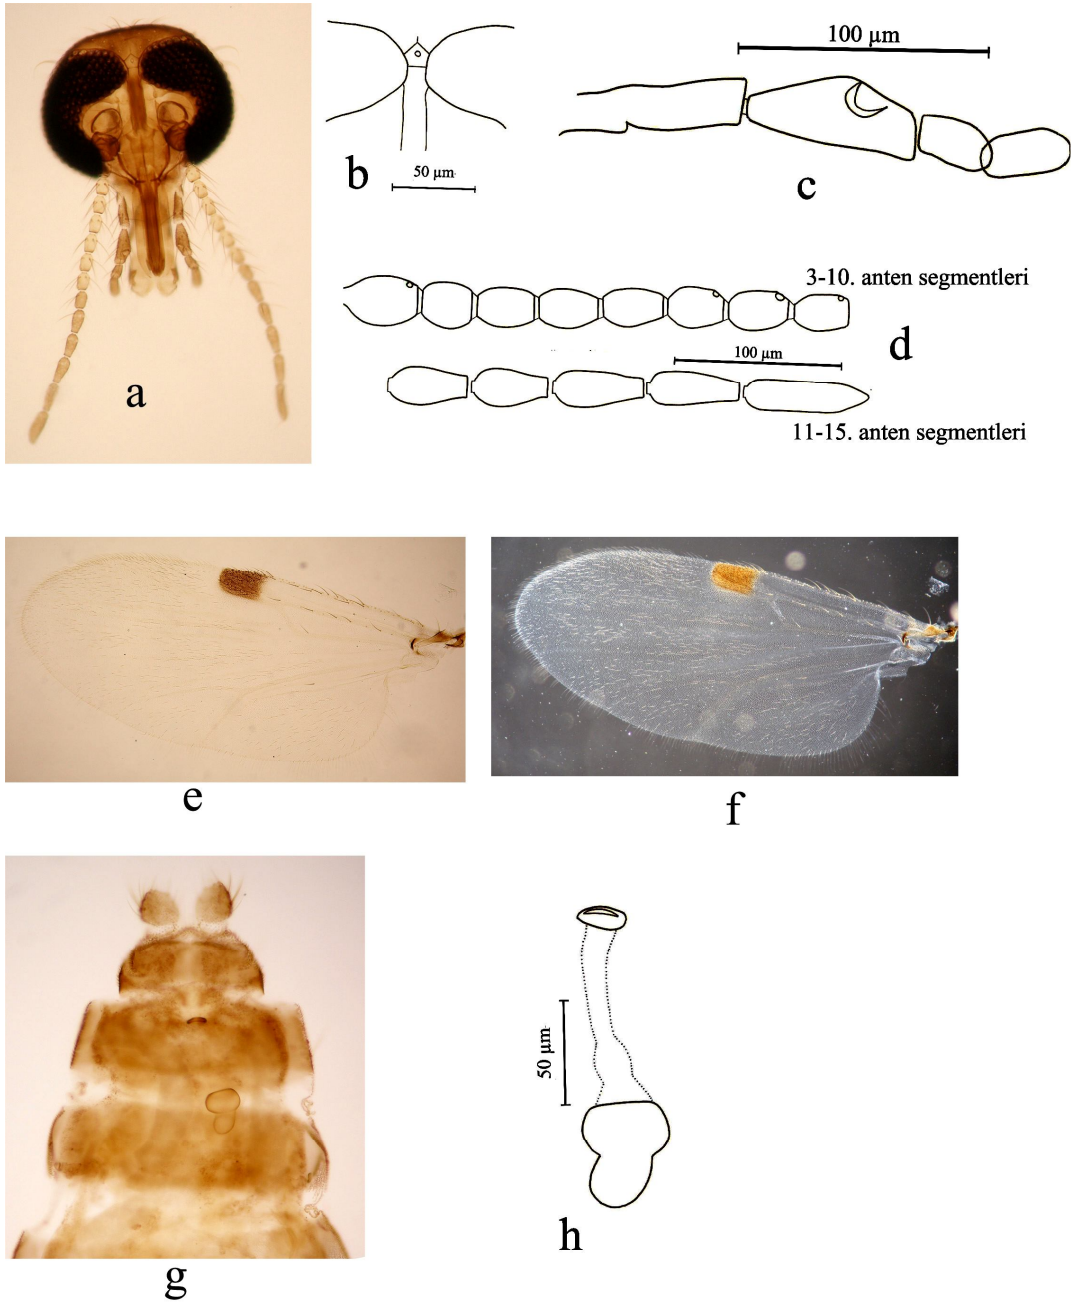 a
50 µm
b
100 µm
c
3-10. anten segmentleri
d
100 µm
11-15. anten segmentleri
e
f
g
50 µm
h